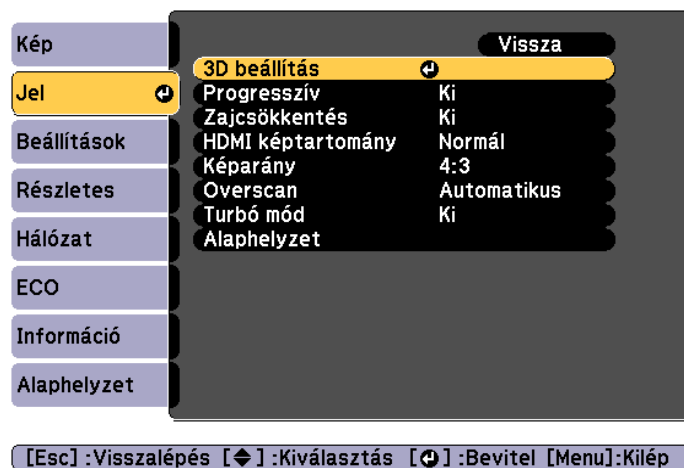 Kép
Jel
Beállítások
Részletes
Hálózat
ECO
Információ
Alaphelyzet
Vissza
3D beállítás
Progresszív Ki
Zajcsökkentés Ki
HDMI képtartomány Normál
Képarány 4:3
Overscan Automatikus
Turbó mód Ki
Alaphelyzet
[Esc] :Visszalépés [◆] :Kiválasztás [⏎] :Bevitel [Menu]:Kilép